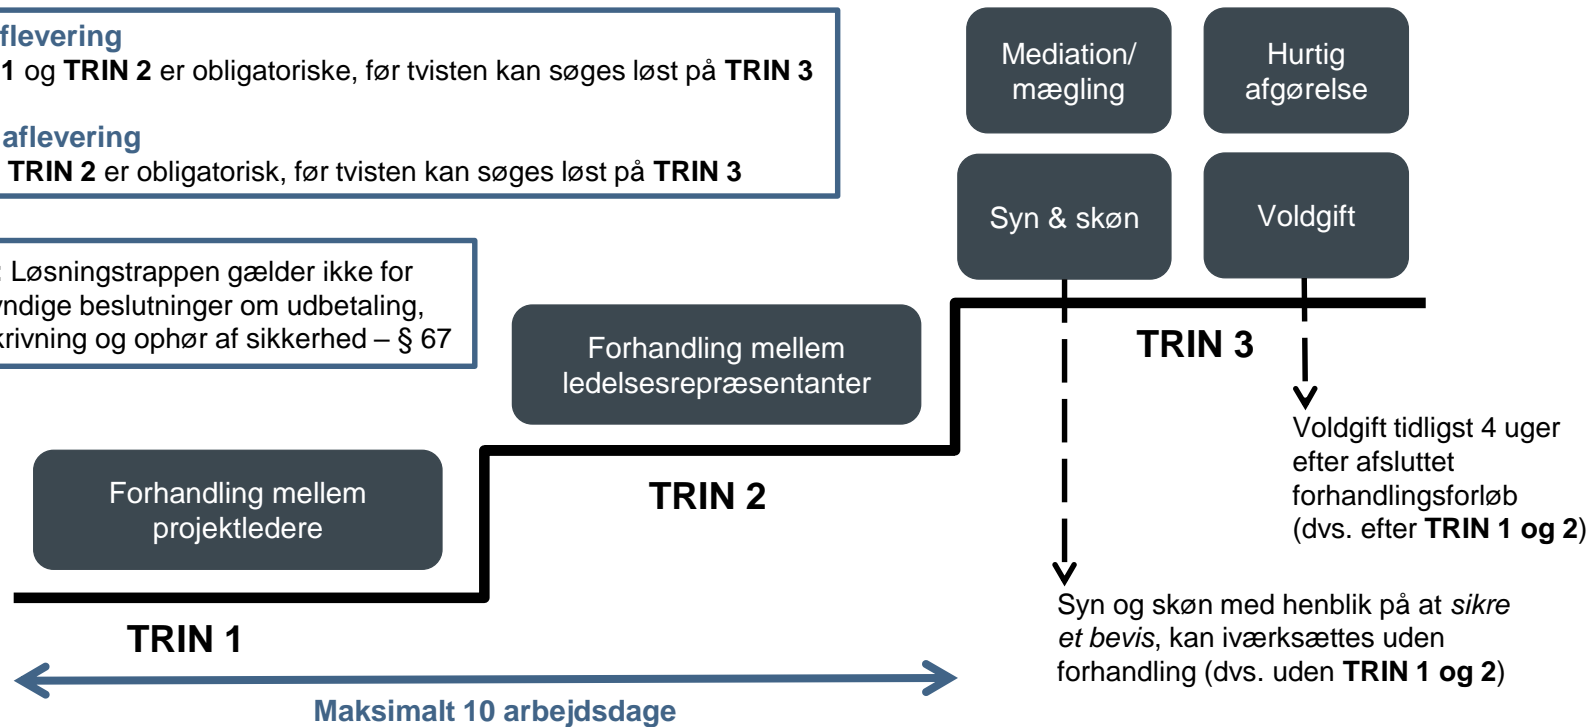 flevering
1 og TRIN 2 er obligatoriske, før tvisten kan søges løst på TRIN 3
aflevering
TRIN 2 er obligatorisk, før tvisten kan søges løst på TRIN 3
Løsningstrappen gælder ikke for
yndige beslutninger om udbetaling,
krivning og ophør af sikkerhed – § 67
Mediation/
mægling
Hurtig
afgørelse
Syn & skøn
Voldgift
Forhandling mellem
ledelsesrepræsentanter
TRIN 3
Forhandling mellem
projektledere
TRIN 2
Voldgift tidligst 4 uger
efter afsluttet
forhandlingsforløb
(dvs. efter TRIN 1 og 2)
TRIN 1
Syn og skøn med henblik på at sikre
et bevis, kan iværksættes uden
forhandling (dvs. uden TRIN 1 og 2)
Maksimalt 10 arbejdsdage